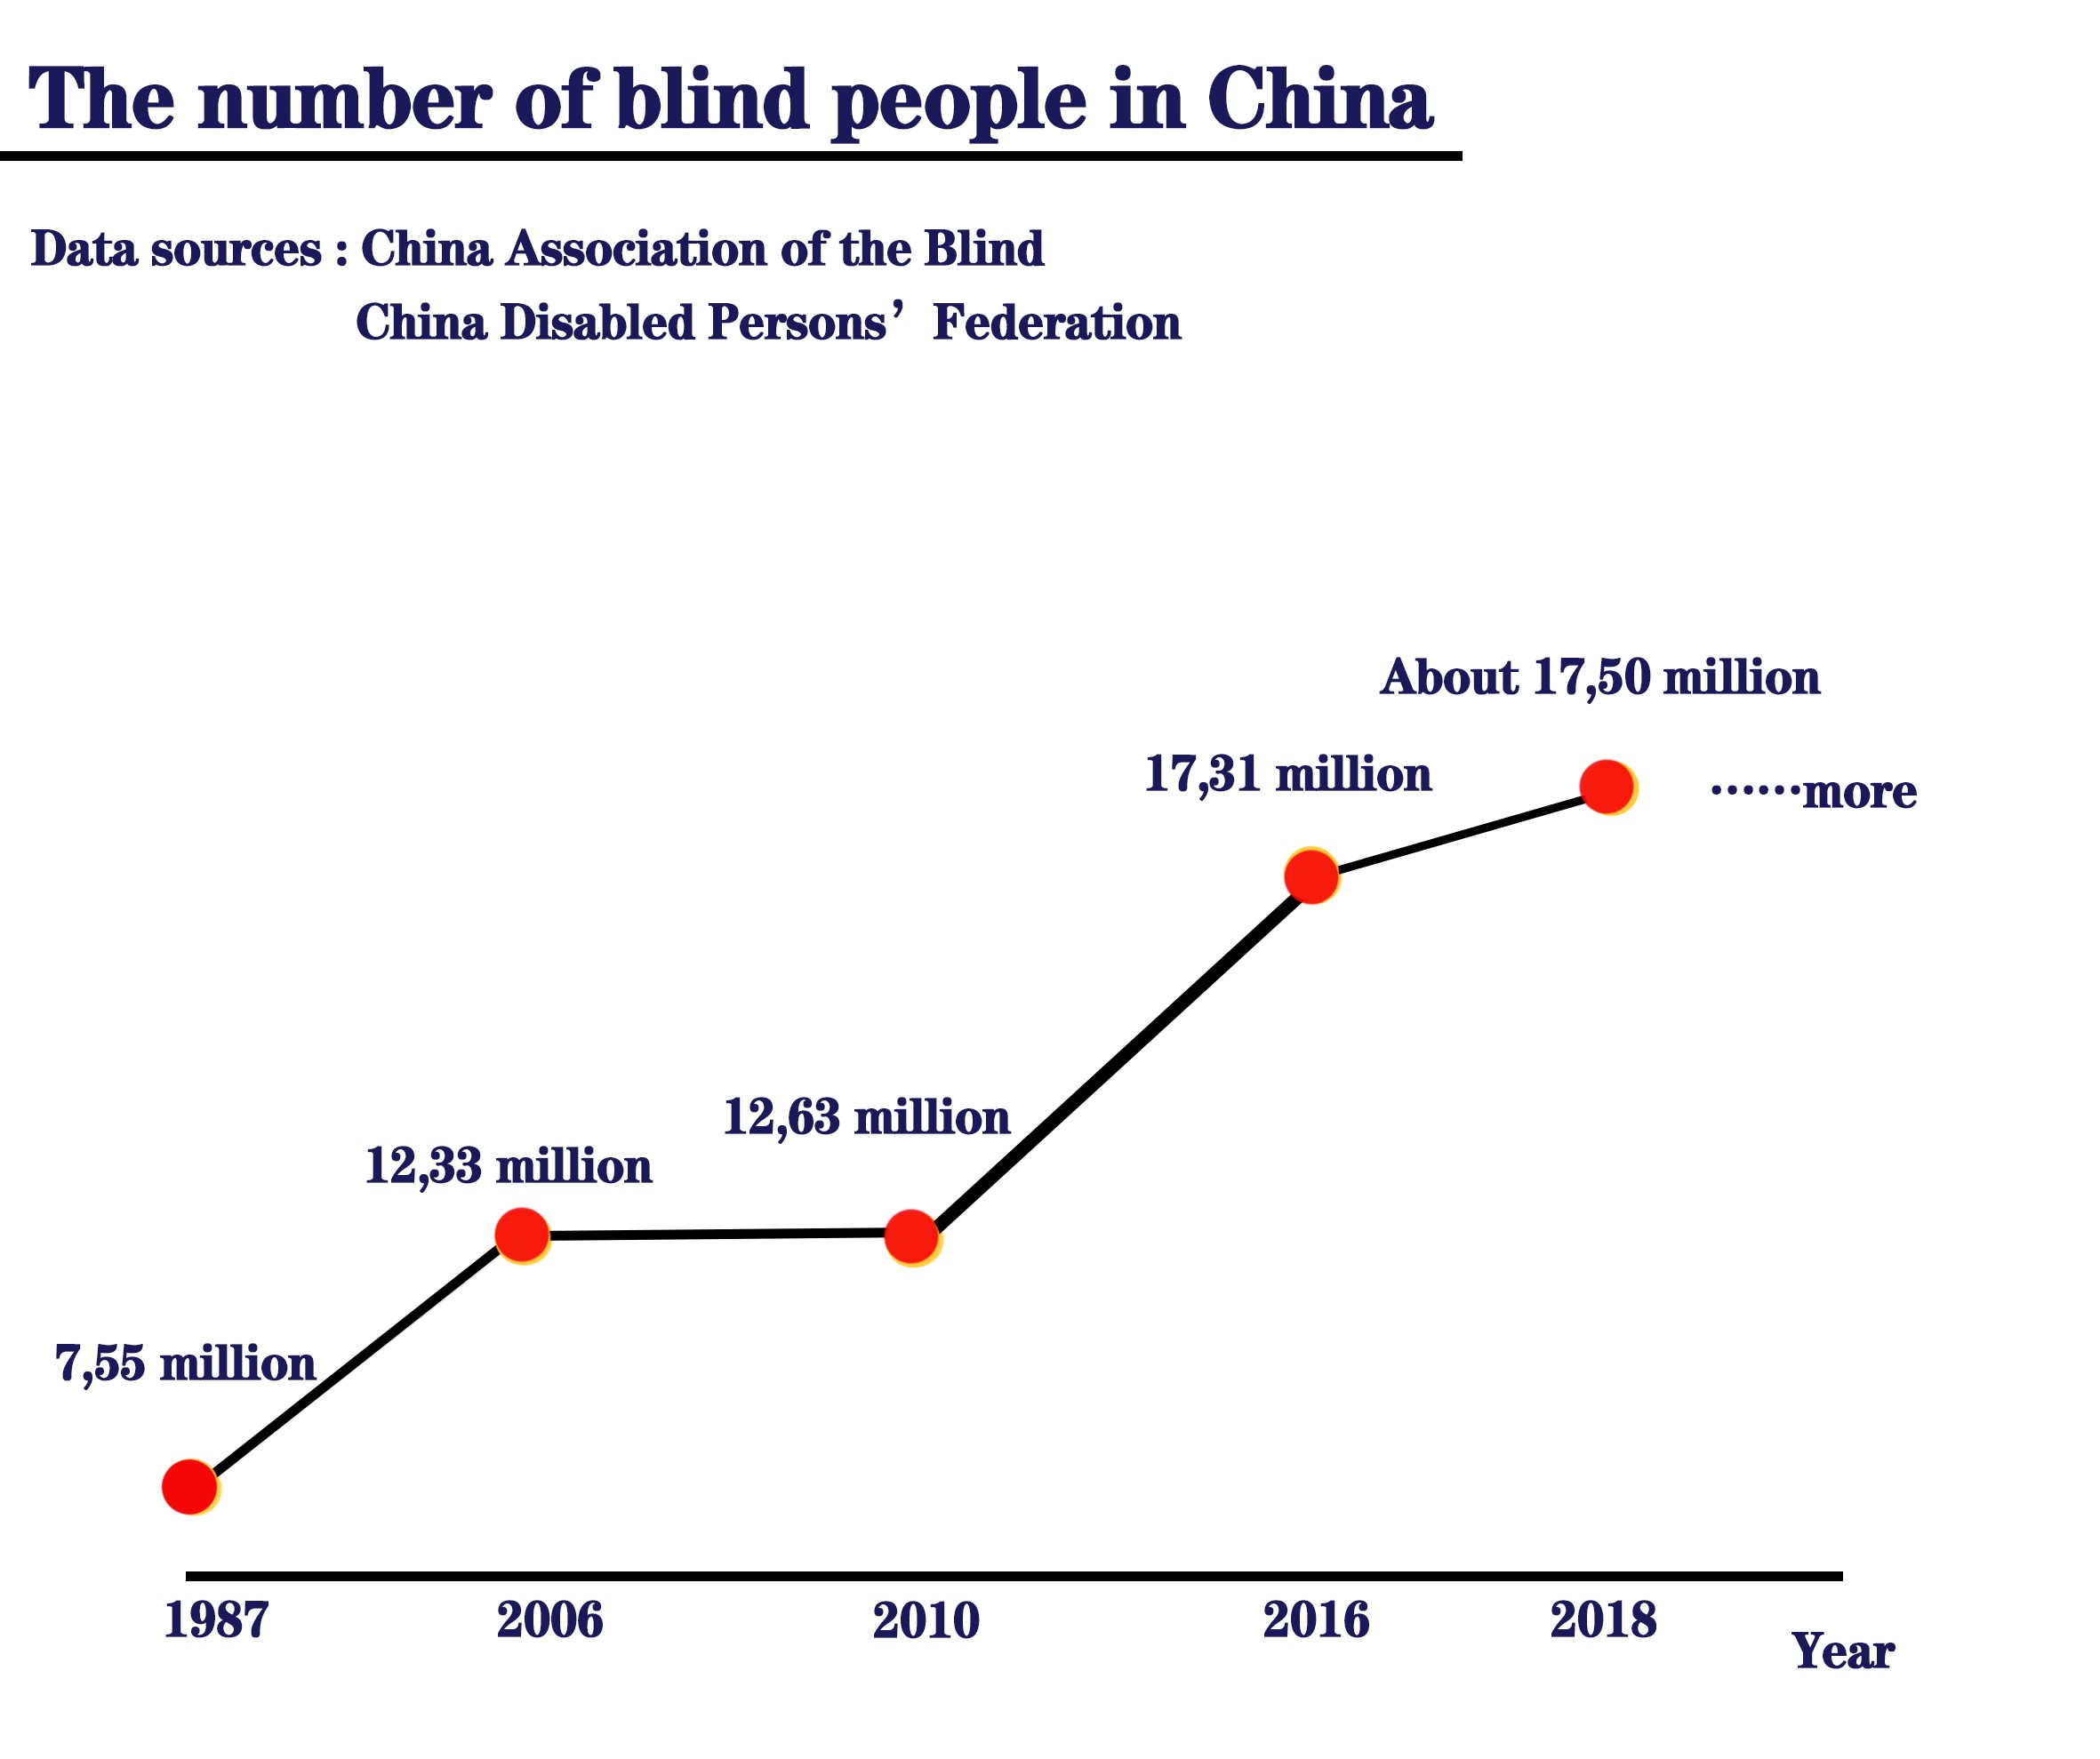 The number of blind people in China
Data sources : China Association of the Blind
China Disabled Persons’ Federation
About 17,50 million
17,31 million
......more
12,63 million
12,33 million
7,55 million
1987 2006 2010 2016 2018
Year